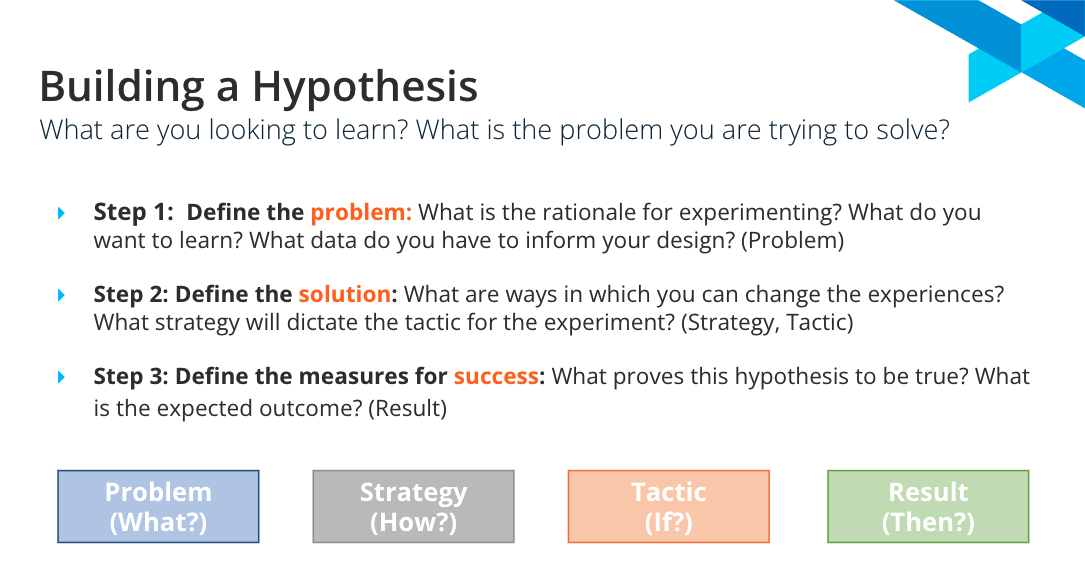 Building a Hypothesis
What are you looking to learn? What is the problem you are trying to solve?
Step 1:  Define the problem: What is the rationale for experimenting? What do you
want to learn? What data do you have to inform your design? (Problem)
Step 2: Define the solution: What are ways in which you can change the experiences?
What strategy will dictate the tactic for the experiment? (Strategy, Tactic)
Step 3: Define the measures for success: What proves this hypothesis to be true? What
is the expected outcome? (Result)
Problem
(What?)
Strategy
(How?)
Tactic
(If?)
Result
(Then?)